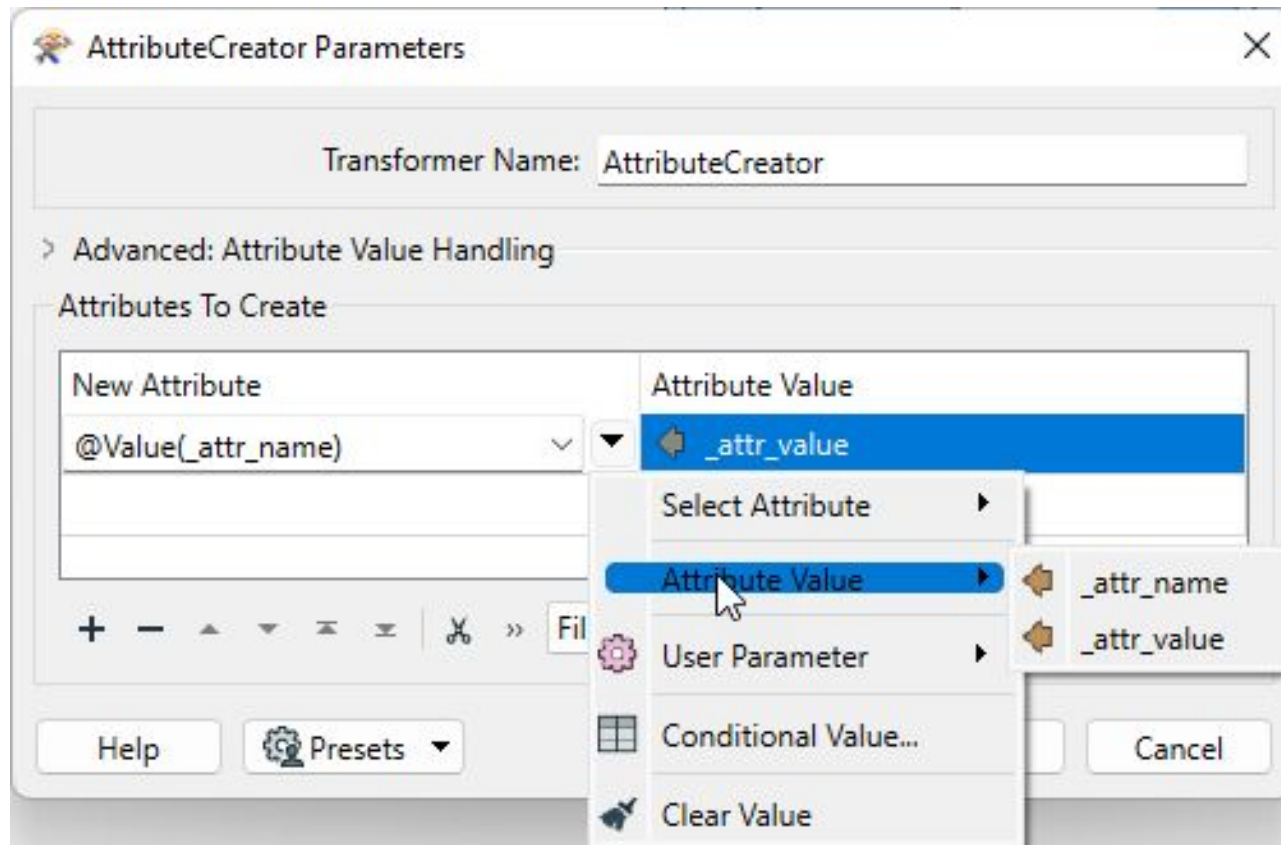 AttributeCreator Parameters
Transformer Name: AttributeCreator
Advanced: Attribute Value Handling
Attributes To Create
New Attribute Attribute Value
@Value(_attr_name) _attr_value
Select Attribute
Attribute Value
_attr_name
_attr_value
Fil
User Parameter
Conditional Value...
Clear Value
Help Presets Cancel